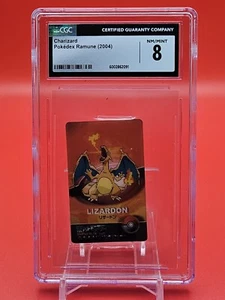 CGC
CERTIFIED GUARANTY COMPANY
Charizard
Pokédex Ramune (2004)
NM/MINT
8
LIZARDON